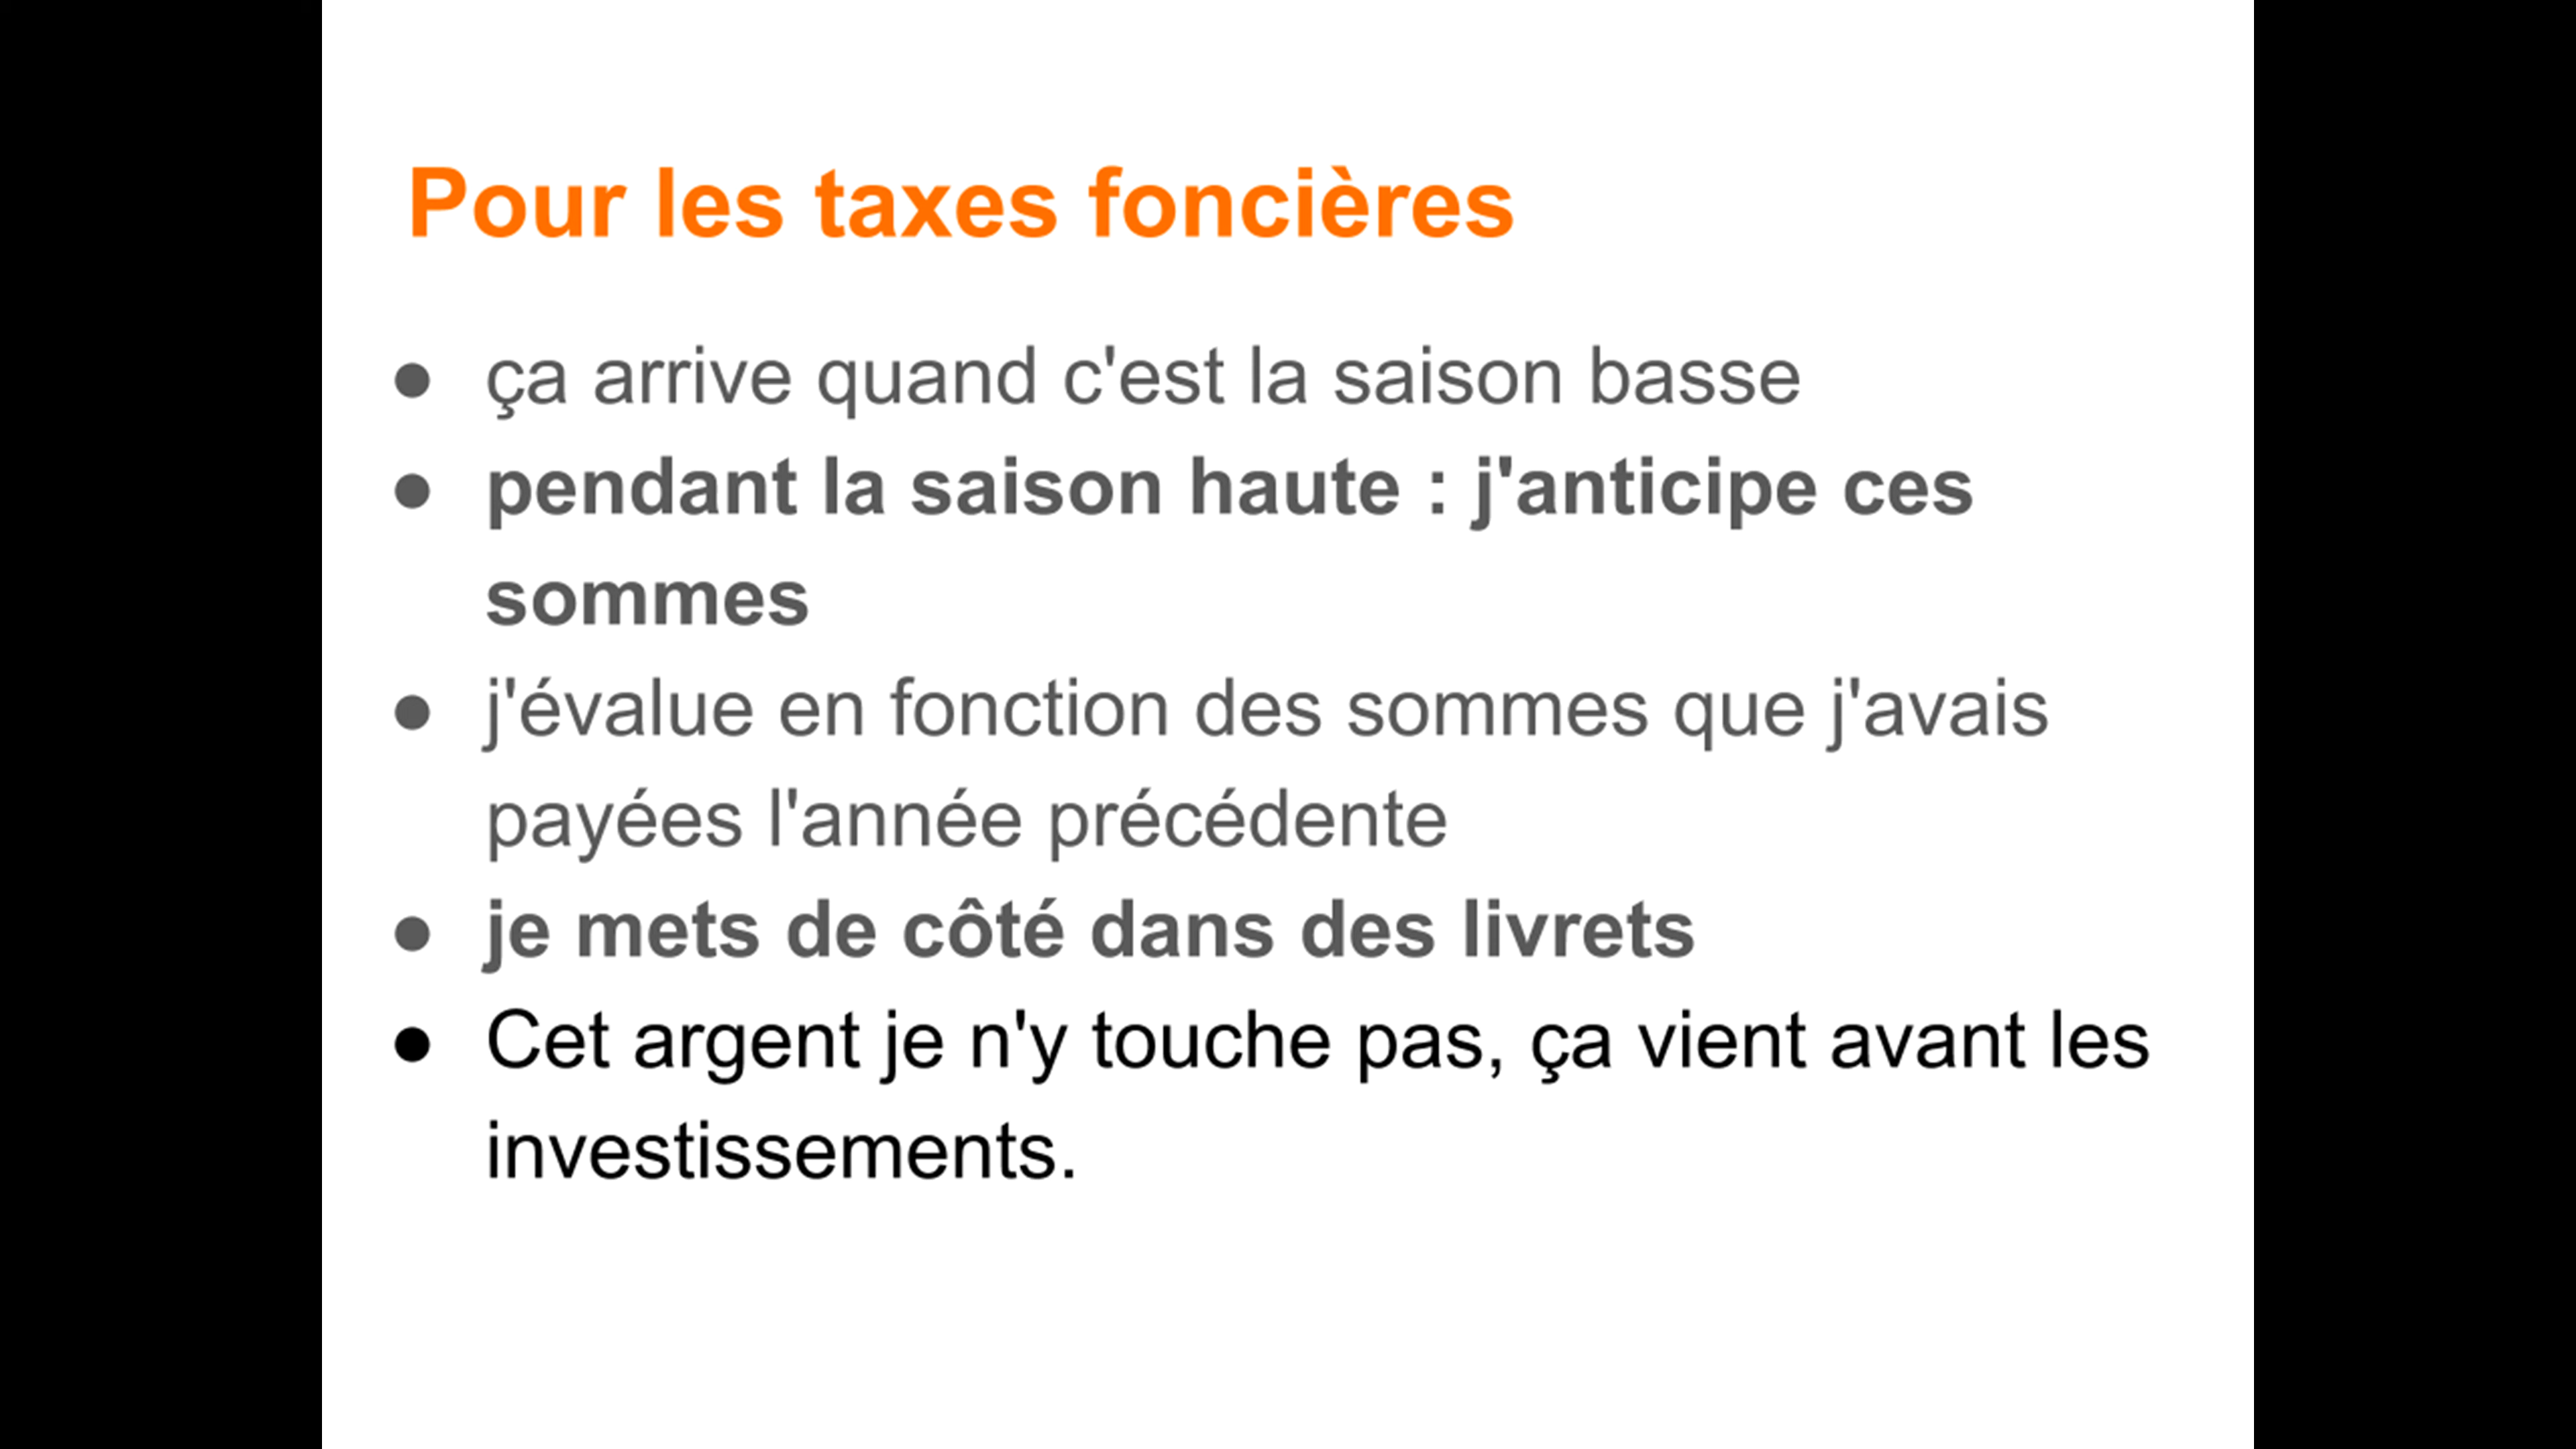 Pour les taxes foncières
● ça arrive quand c'est la saison basse
● pendant la saison haute : j'anticipe ces
sommes
● j'évalue en fonction des sommes que j'avais
payées l'année précédente
● je mets de côté dans des livrets
● Cet argent je n'y touche pas, ça vient avant les
investissements.